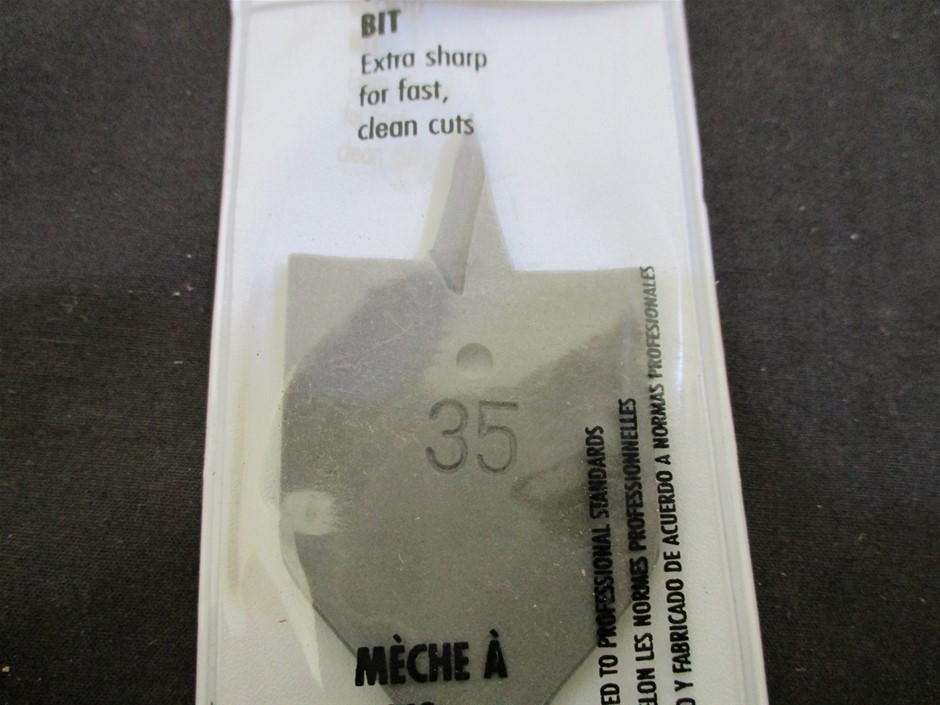 BIT
Extra sharp
for fast,
clean cuts
35
MÈCHE À
ED TO PROFESSIONAL STANDARDS
ELON LES NORMES PROFESSIONNELLES
O Y FABRICADO DE ACUERDO A NORMAS PROFESIONALES